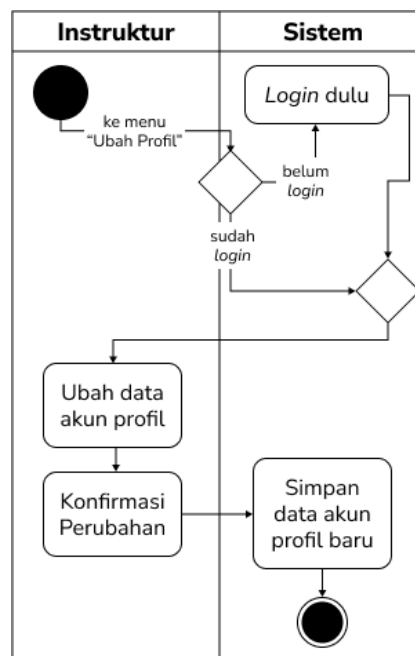 Instruktur
Sistem
Login dulu
ke menu
“Ubah Profil”
belum
login
sudah
login
Ubah data
akun profil
Konfirmasi
Perubahan
Simpan
data akun
profil baru